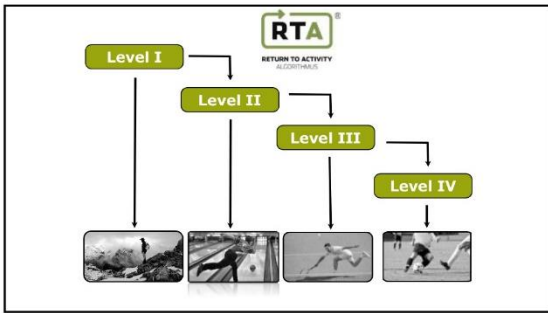 RTA®
RETURN TO ACTIVITY
ALGORITHMUS
Level I
Level II
Level III
Level IV